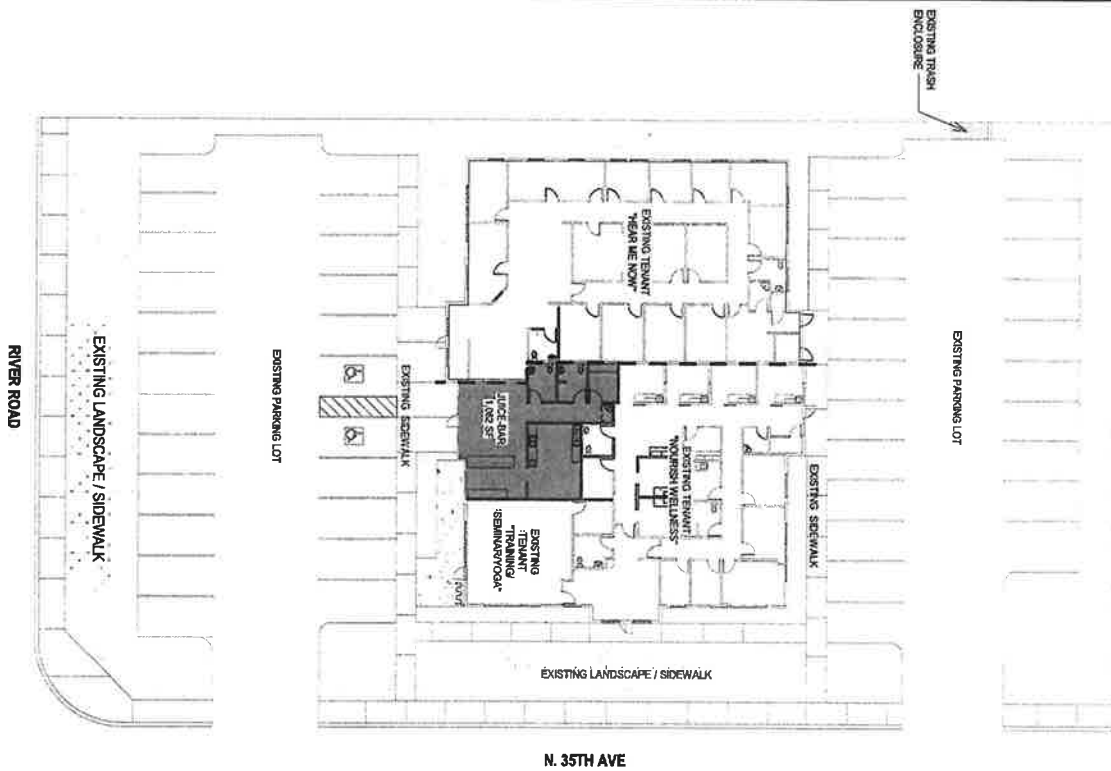 EXISTING TRASH
ENCLOSURE
EXISTING TENANT
"HEAR ME NOW"
EXISTING PARKING LOT
EXISTING PARKING LOT
EXISTING SIDEWALK
JUICE-BAR
1,062 SF
EXISTING TENANT
"NOURISH WELLNESS"
EXISTING SIDEWALK
EXISTING
TENANT
"TRAINING/
SEMINAR/YOGA"
RIVER ROAD
EXISTING LANDSCAPE / SIDEWALK
EXISTING LANDSCAPE / SIDEWALK
N. 35TH AVE